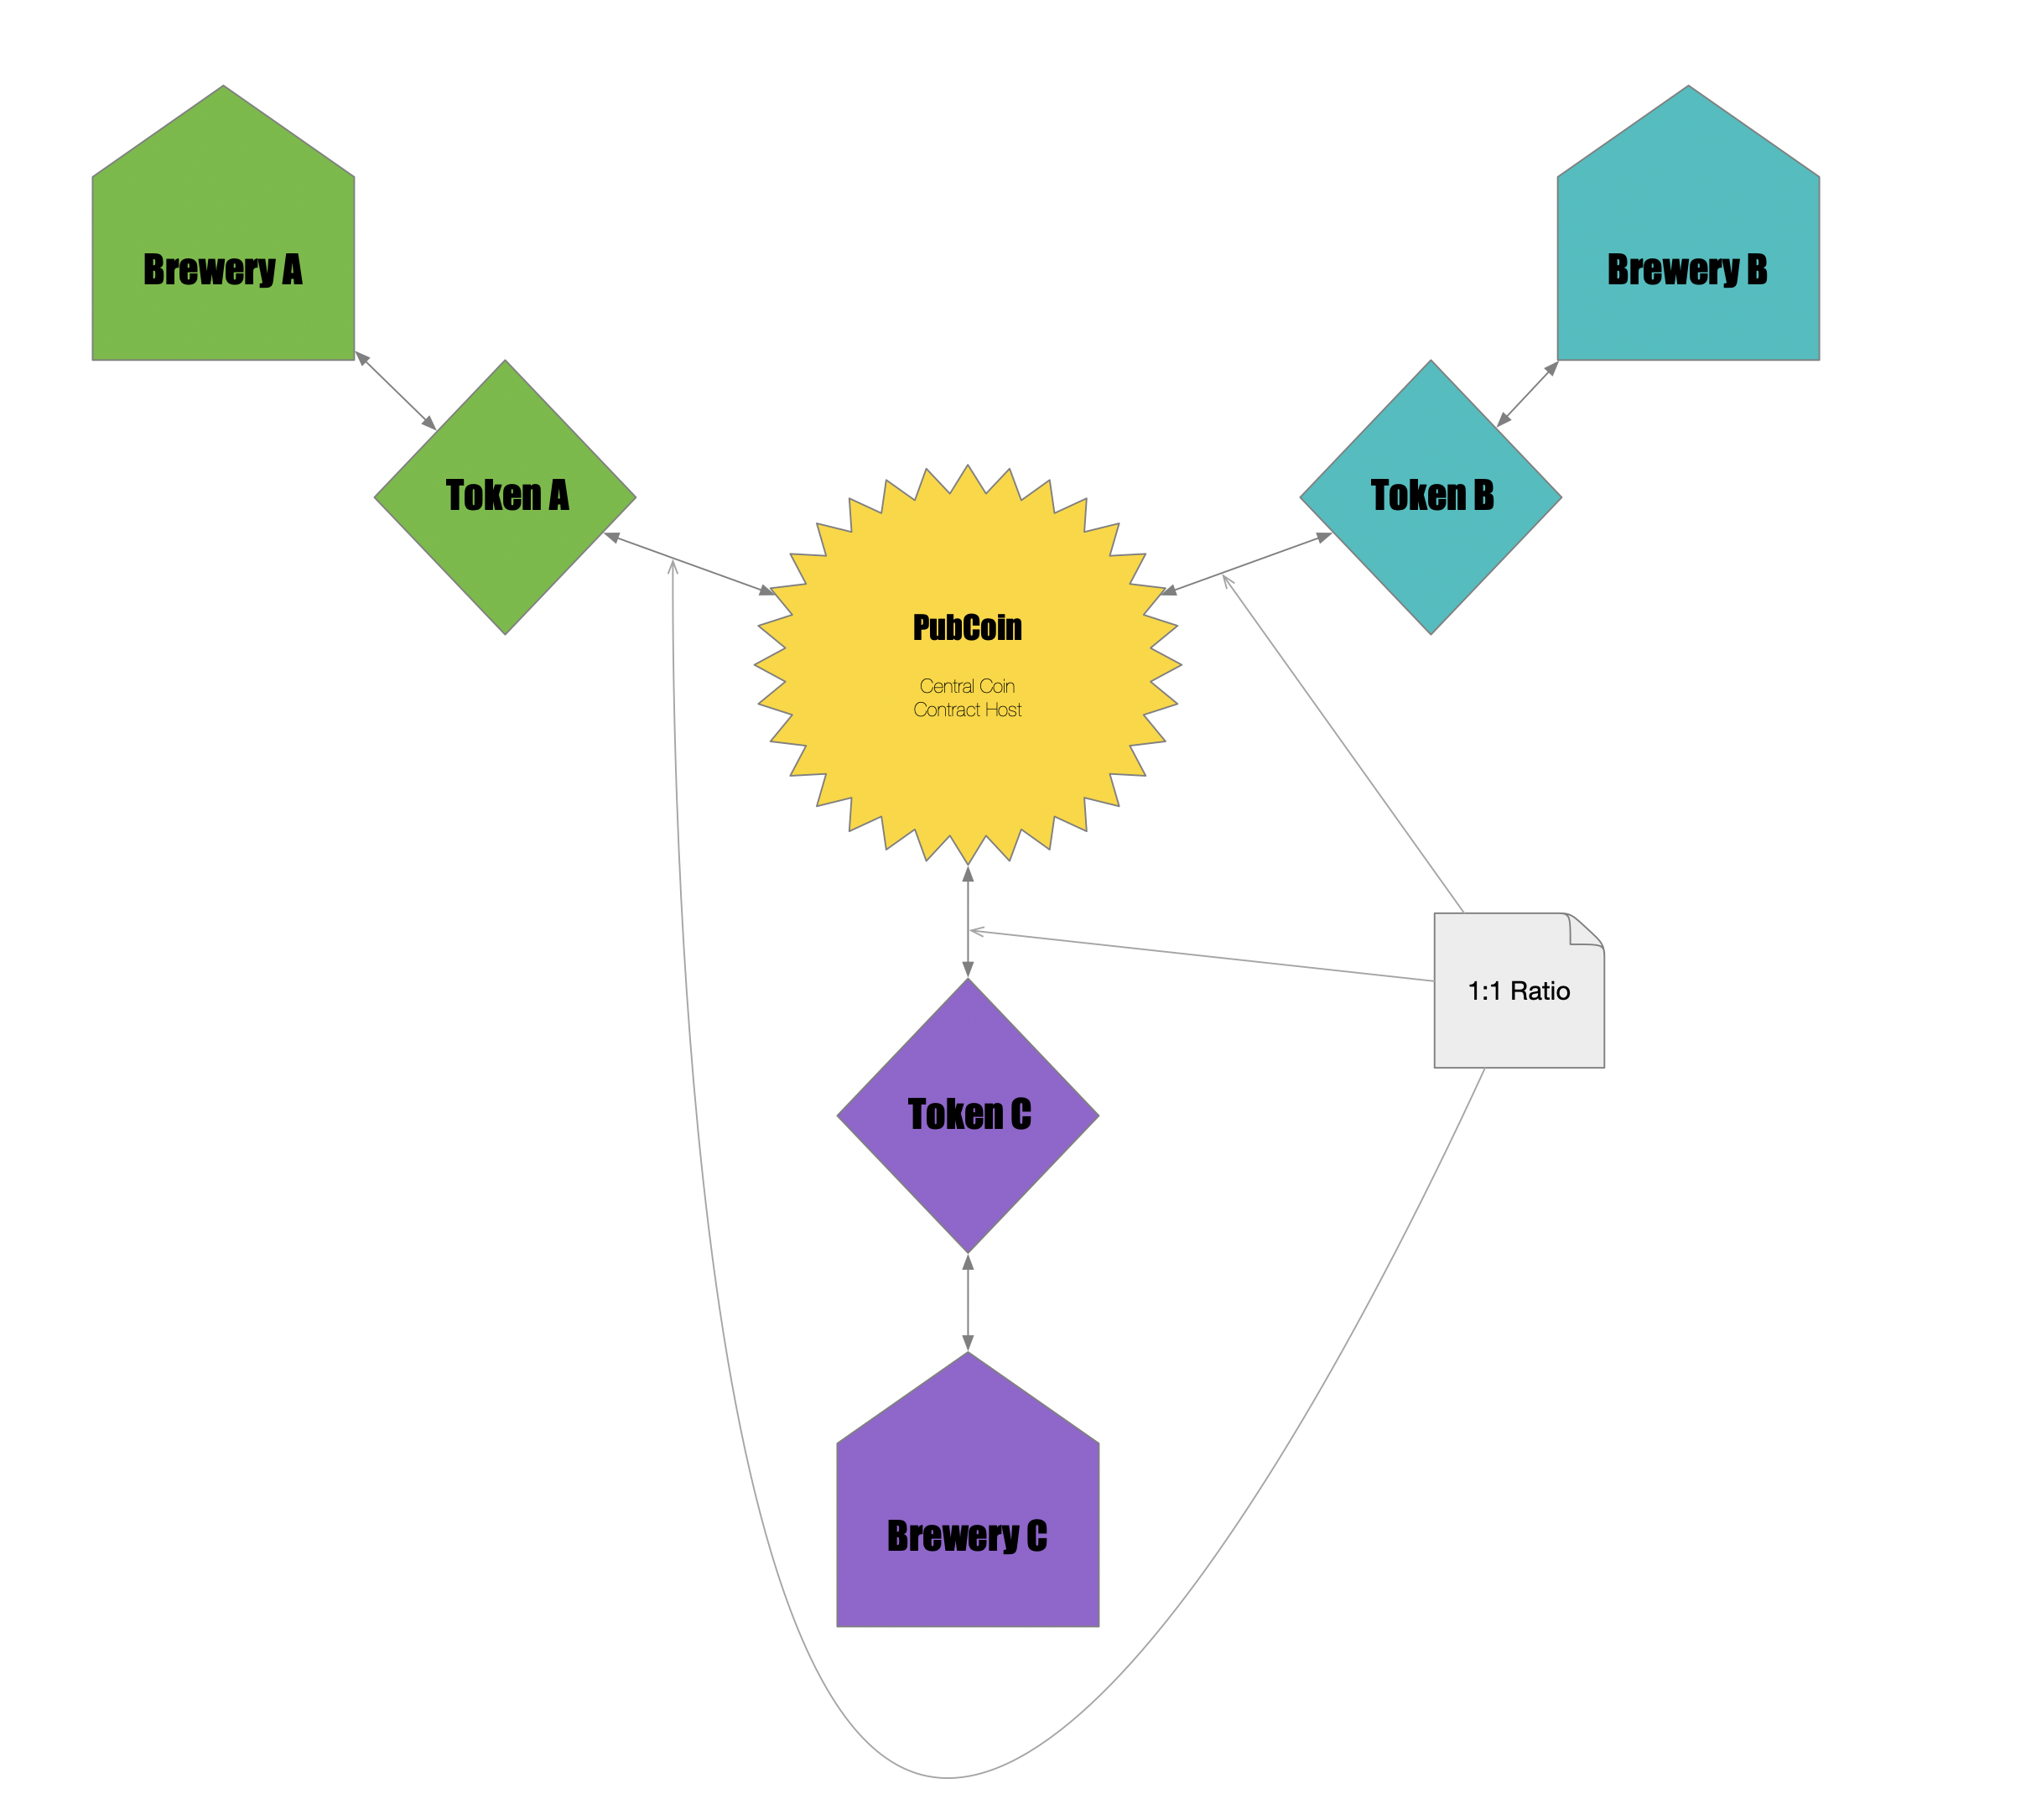 Brewery A
Brewery B
Token A
Token B
PubCoin
Central Coin
Contract Host
1:1 Ratio
Token C
Brewery C